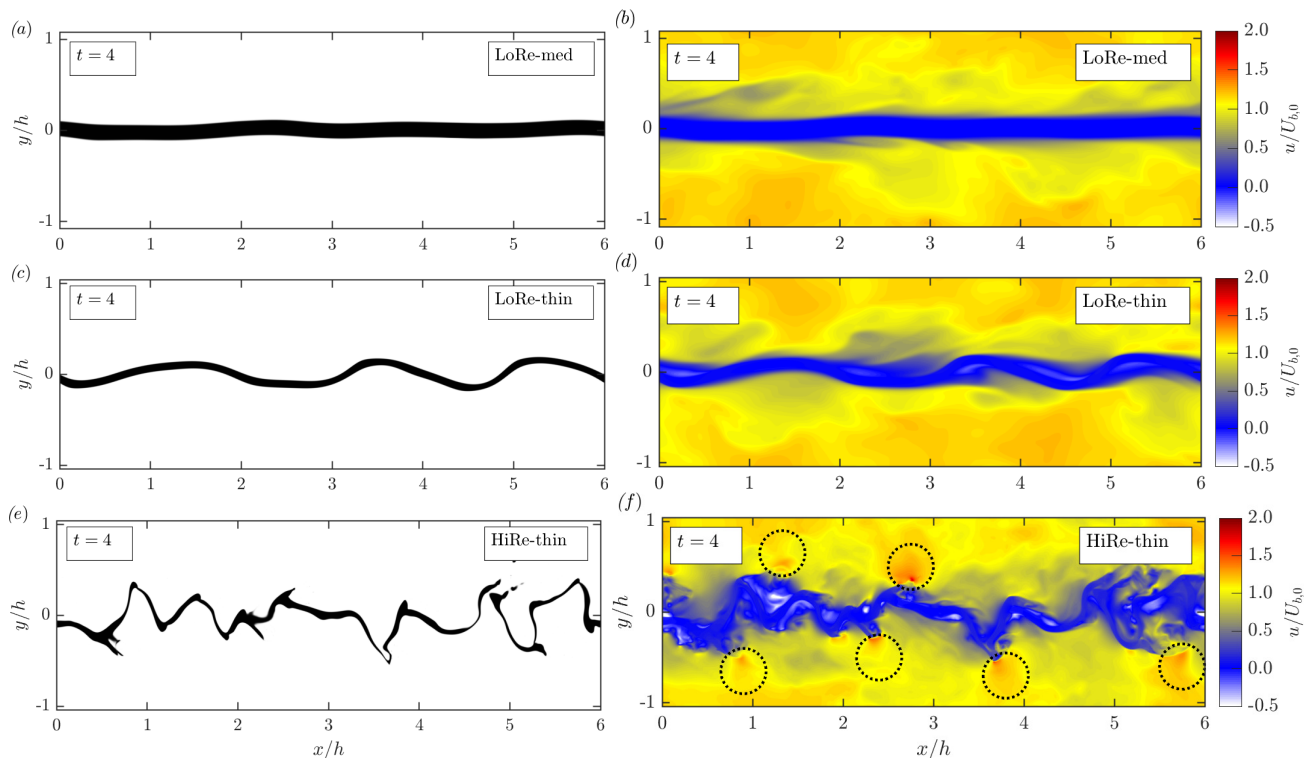 (a)
t = 4
LoRe-med
1
0
-1
y/h
0 1 2 3 4 5 6
(b)
t = 4
LoRe-med
1
0
-1
0 1 2 3 4 5 6
2.0
1.5
1.0
0.5
0.0
-0.5
u/U_{b,0}
(c)
t = 4
LoRe-thin
1
0
-1
y/h
0 1 2 3 4 5 6
(d)
t = 4
LoRe-thin
1
0
-1
0 1 2 3 4 5 6
2.0
1.5
1.0
0.5
0.0
-0.5
u/U_{b,0}
(e)
t = 4
HiRe-thin
1
0
-1
y/h
0 1 2 3 4 5 6
x/h
(f)
t = 4
HiRe-thin
1
0
-1
y/h
0 1 2 3 4 5 6
x/h
2.0
1.5
1.0
0.5
0.0
-0.5
u/U_{b,0}